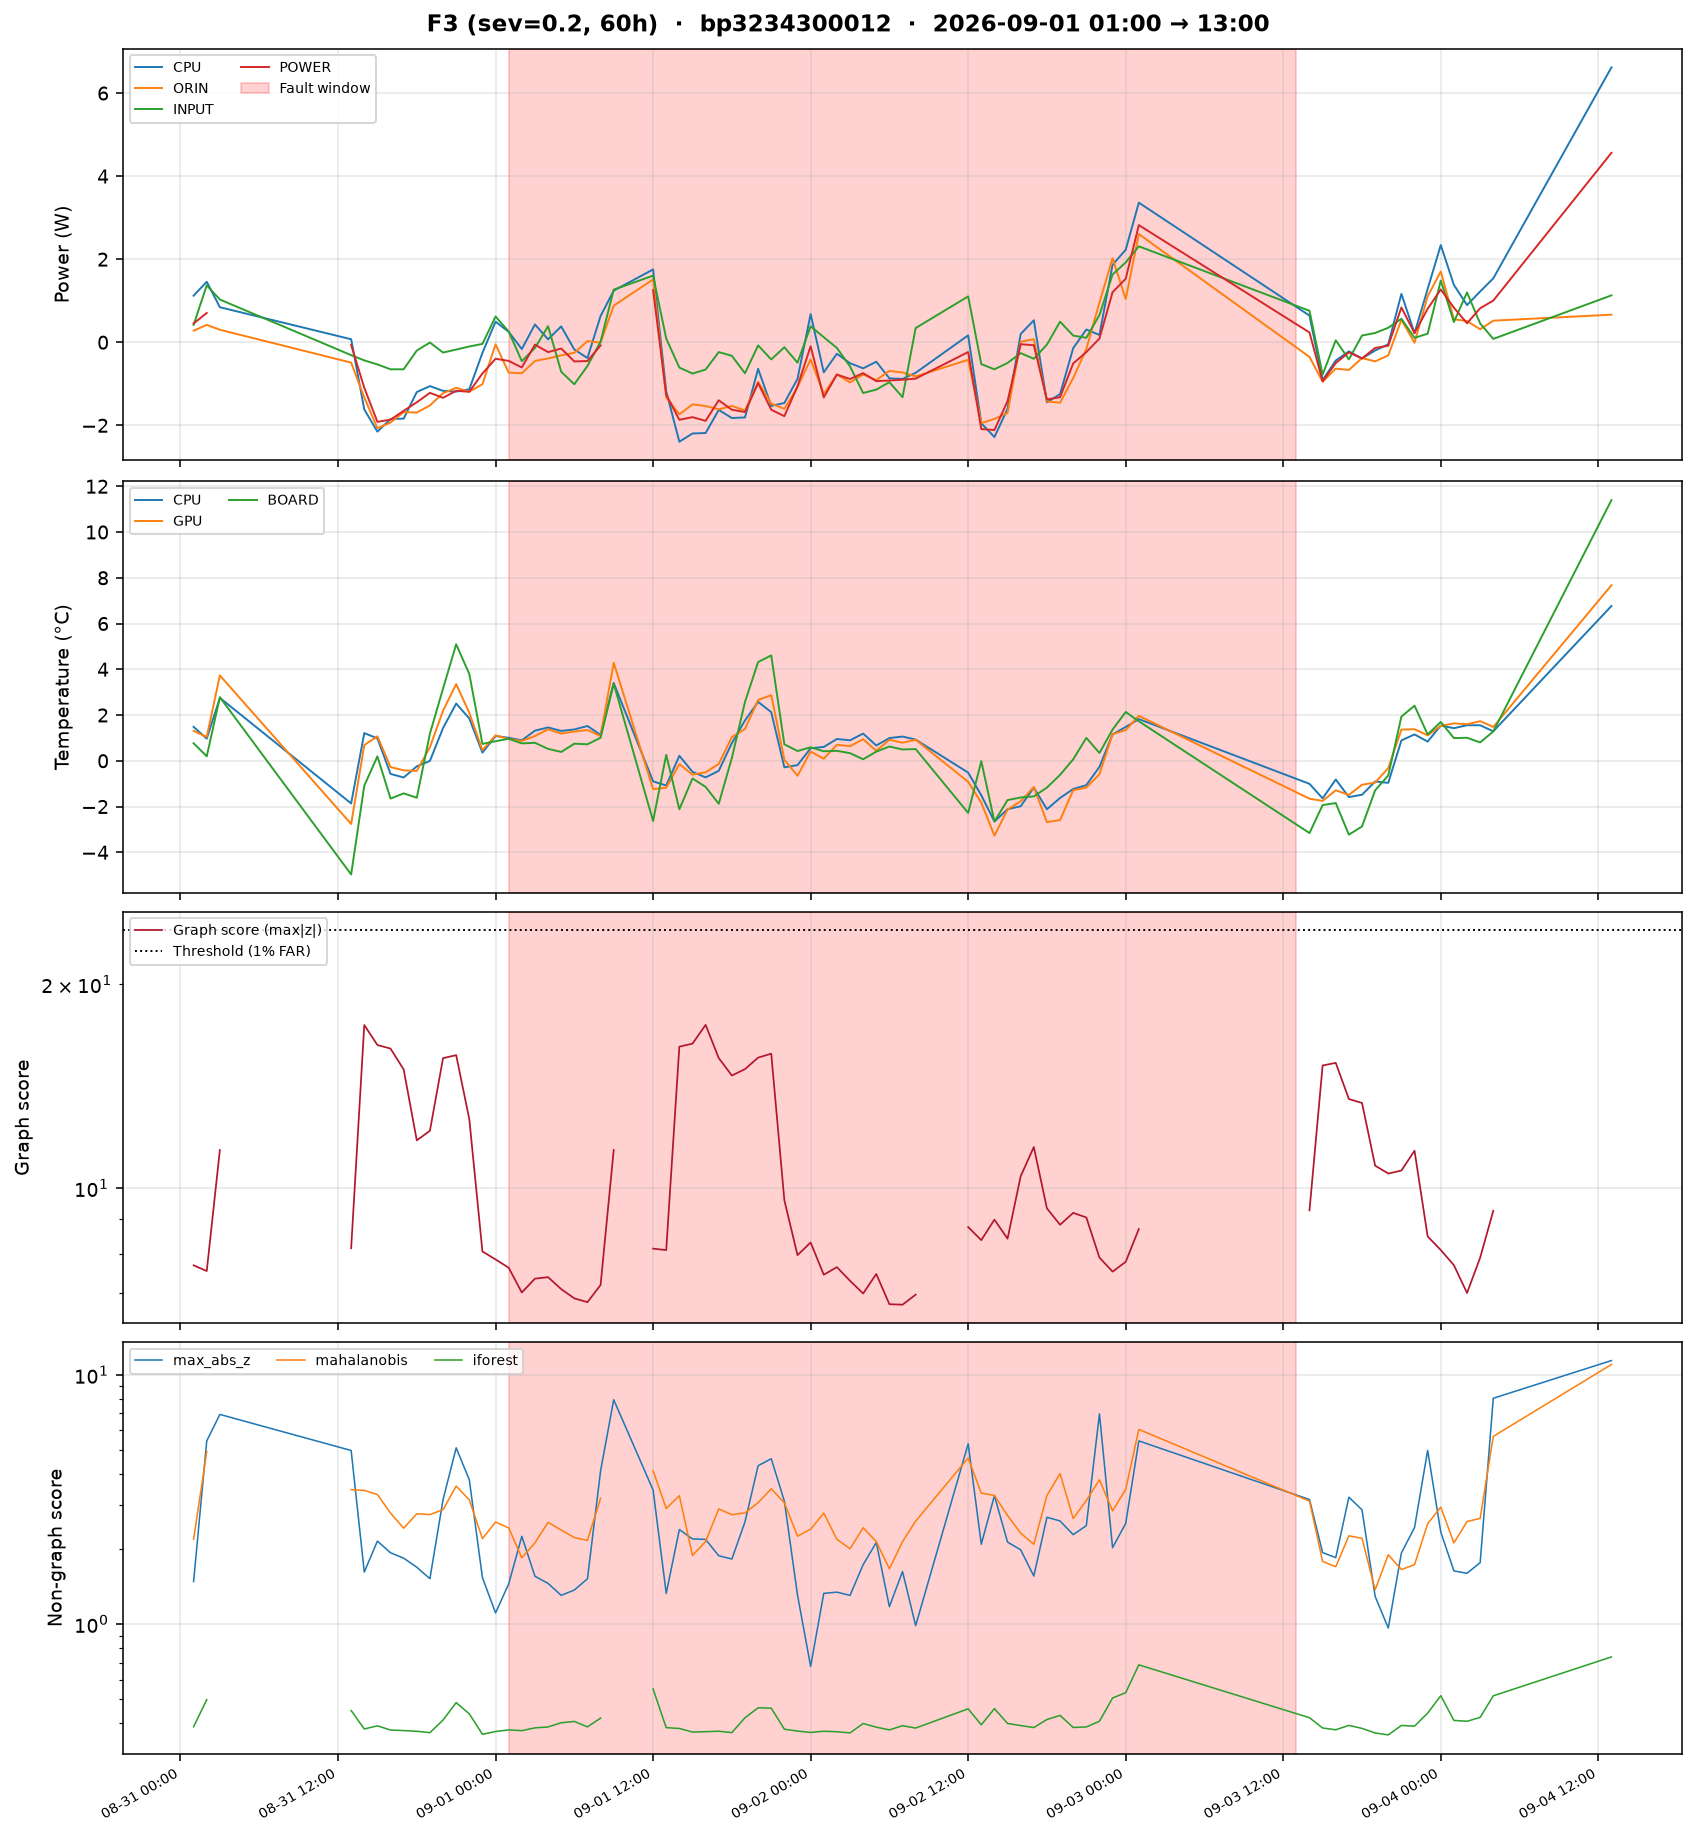 F3 (sev=0.2, 60h)  ·  bp3234300012  ·  2026-09-01 01:00 → 13:00
CPU
ORIN
INPUT
POWER
Fault window
Power (W)
6
4
2
0
−2
CPU
GPU
BOARD
Temperature (°C)
12
10
8
6
4
2
0
−2
−4
Graph score (max|z|)
Threshold (1% FAR)
Graph score
2 × 10¹
10¹
max_abs_z
mahalanobis
iforest
Non-graph score
10¹
10⁰
08-31 00:00
08-31 12:00
09-01 00:00
09-01 12:00
09-02 00:00
09-02 12:00
09-03 00:00
09-03 12:00
09-04 00:00
09-04 12:00